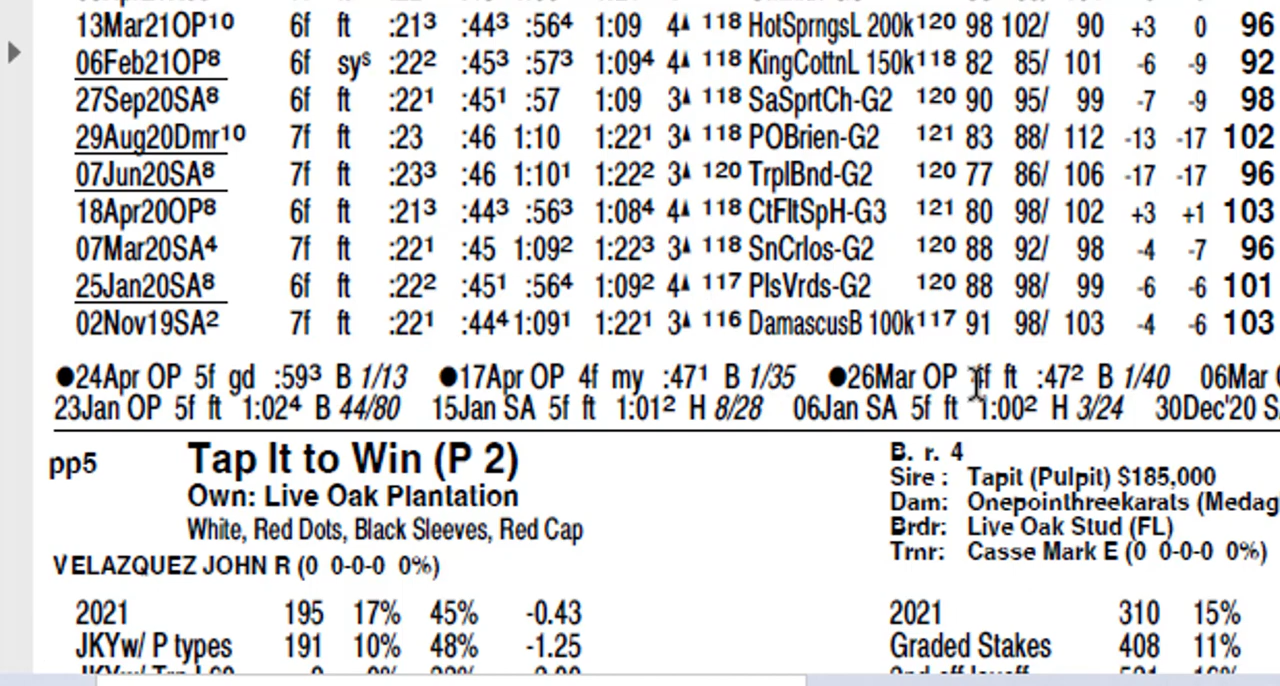 13Mar21OP¹⁰ 6f ft :21³ :44³ :56⁴ 1:09 4▲ 118 HotSprngsL 200k 120 98 102/ 90 +3 0 96
06Feb21OP⁸ 6f syˢ :22² :45³ :57³ 1:09⁴ 4▲ 118 KingCottnL 150k 118 82 85/ 101 -6 -9 92
27Sep20SA⁸ 6f ft :22¹ :45¹ :57 1:09 3▲ 118 SaSprtCh-G2 120 90 95/ 99 -7 -9 98
29Aug20Dmr¹⁰ 7f ft :23 :46 1:10 1:22¹ 3▲ 118 POBrien-G2 121 83 88/ 112 -13 -17 102
07Jun20SA⁸ 7f ft :23³ :46 1:10¹ 1:22² 3▲ 120 TrplBnd-G2 120 77 86/ 106 -17 -17 96
18Apr20OP⁸ 6f ft :21³ :44³ :56³ 1:08⁴ 4▲ 118 CtFltSpH-G3 121 80 98/ 102 +3 +1 103
07Mar20SA⁴ 7f ft :22¹ :45 1:09² 1:22³ 3▲ 118 SnCrlos-G2 120 88 92/ 98 -4 -7 96
25Jan20SA⁸ 6f ft :22² :45¹ :56⁴ 1:09² 4▲ 117 PlsVrds-G2 120 88 98/ 99 -6 -6 101
02Nov19SA² 7f ft :22¹ :44⁴ 1:09¹ 1:22¹ 3▲ 116 DamascusB 100k 117 91 98/ 103 -4 -6 103
●24Apr OP 5f gd :59³ B 1/13 ●17Apr OP 4f my :47¹ B 1/35 ●26Mar OP ft :47² B 1/40 06Mar
23Jan OP 5f ft 1:02⁴ B 44/80 15Jan SA 5f ft 1:01² H 8/28 06Jan SA 5f ft 1:00² H 3/24 30Dec'20 S
pp5 Tap It to Win (P 2)
Own: Live Oak Plantation
White, Red Dots, Black Sleeves, Red Cap
VELAZQUEZ JOHN R (0 0-0-0 0%)
B. r. 4
Sire : Tapit (Pulpit) $185,000
Dam: Onepointhreekarats (Medag
Brdr: Live Oak Stud (FL)
Trnr: Casse Mark E (0 0-0-0 0%)
2021 195 17% 45% -0.43
JKYw/ P types 191 10% 48% -1.25
2021 310 15%
Graded Stakes 408 11%